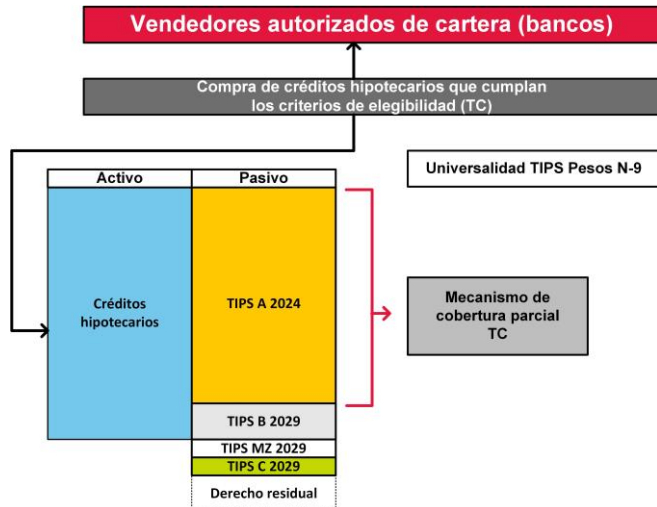 Vendedores autorizados de cartera (bancos)
Compra de créditos hipotecarios que cumplan
los criterios de elegibilidad (TC)
Universalidad TIPS Pesos N-9
Activo
Pasivo
Créditos
hipotecarios
TIPS A 2024
TIPS B 2029
TIPS MZ 2029
TIPS C 2029
Derecho residual
Mecanismo de
cobertura parcial
TC